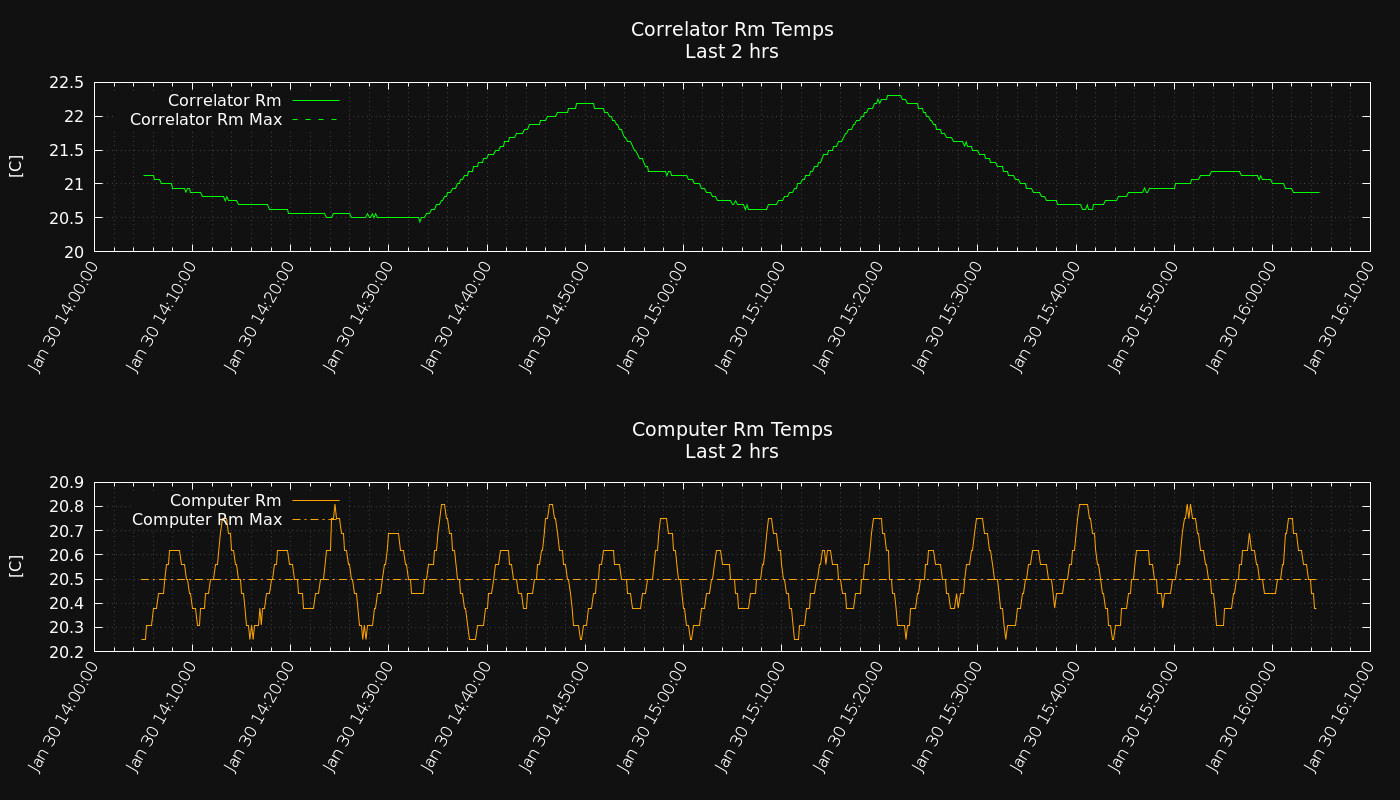 Correlator Rm Temps
Last 2 hrs
22.5
22
21.5
21
20.5
20
[C]
Correlator Rm
Correlator Rm Max
Jan 30 14:00:00
Jan 30 14:10:00
Jan 30 14:20:00
Jan 30 14:30:00
Jan 30 14:40:00
Jan 30 14:50:00
Jan 30 15:00:00
Jan 30 15:10:00
Jan 30 15:20:00
Jan 30 15:30:00
Jan 30 15:40:00
Jan 30 15:50:00
Jan 30 16:00:00
Jan 30 16:10:00
Computer Rm Temps
Last 2 hrs
20.9
20.8
20.7
20.6
20.5
20.4
20.3
20.2
[C]
Computer Rm
Computer Rm Max
Jan 30 14:00:00
Jan 30 14:10:00
Jan 30 14:20:00
Jan 30 14:30:00
Jan 30 14:40:00
Jan 30 14:50:00
Jan 30 15:00:00
Jan 30 15:10:00
Jan 30 15:20:00
Jan 30 15:30:00
Jan 30 15:40:00
Jan 30 15:50:00
Jan 30 16:00:00
Jan 30 16:10:00